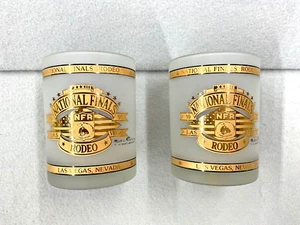 NATIONAL FINALS RODEO
NATIONAL FINALS
NFR
RODEO
LAS VEGAS, NEVADA
NATIONAL FINALS RODEO
NATIONAL FINALS
NFR
RODEO
LAS VEGAS, NEVADA